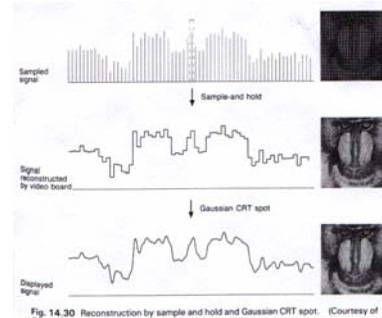 Sampled
signal
Sample-and hold
Signal
reconstructed
by video board
Gaussian CRT spot
Displayed
signal
Fig. 14.30 Reconstruction by sample and hold and Gaussian CRT spot. (Courtesy of